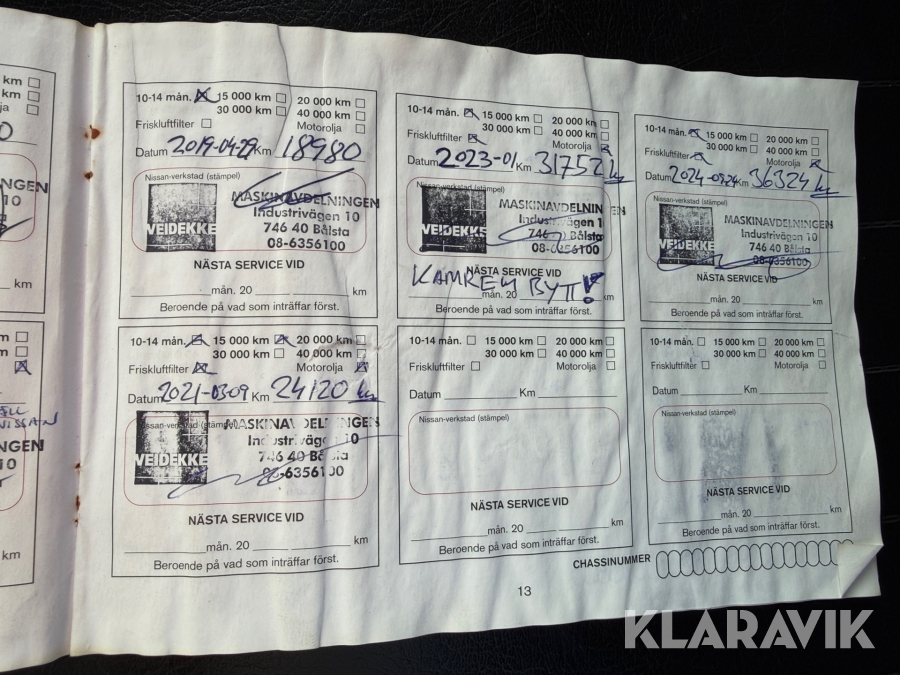 km
km
ja
0
NINGEN
10
km
m
m
NISSAN
NINGEN
10
km
10-14 mån. 15 000 km 20 000 km
30 000 km 40 000 km
Friskluftfilter Motorolja
Datum 2019-04-29 Km 18980
Nissan-verkstad (stämpel)
MASKINAVDELNINGEN
Industrivägen 10
VEIDEKKE 746 40 Bålsta
08-6356100
NÄSTA SERVICE VID
mån. 20 km
Beroende på vad som inträffar först.
10-14 mån. 15 000 km 20 000 km
30 000 km 40 000 km
Friskluftfilter Motorolja
Datum 2021-03-09 Km 24120 km
Nissan-verkstad (stämpel)
MASKINAVDELNINGEN
Industrivägen 10
VEIDEKKE 746 40 Bålsta
08-6356100
NÄSTA SERVICE VID
mån. 20 km
Beroende på vad som inträffar först.
10-14 mån. 15 000 km 20 000 km
30 000 km 40 000 km
Friskluftfilter Motorolja
Datum 2023-01 Km 31752 km
Nissan-verkstad (stämpel)
MASKINAVDELNINGEN
Industrivägen 10
VEIDEKKE 746 40 Bålsta
08-6356100
NÄSTA SERVICE VID
KAMREM BYTT!
mån. 20 km
Beroende på vad som inträffar först.
10-14 mån. 15 000 km 20 000 km
30 000 km 40 000 km
Friskluftfilter Motorolja
Datum Km
Nissan-verkstad (stämpel)
NÄSTA SERVICE VID
mån. 20 km
Beroende på vad som inträffar först.
10-14 mån. 15 000 km 20 000 km
30 000 km 40 000 km
Friskluftfilter Motorolja
Datum 2024-09-24 Km 36324 km
Nissan-verkstad (stämpel)
MASKINAVDELNINGEN
Industrivägen 10
VEIDEKKE 746 40 Bålsta
08-6356100
NÄSTA SERVICE VID
mån. 20 km
Beroende på vad som inträffar först.
10-14 mån. 15 000 km 20 000 km
30 000 km 40 000 km
Friskluftfilter Motorolja
Datum Km
Nissan-verkstad (stämpel)
NÄSTA SERVICE VID
mån. 20 km
Beroende på vad som inträffar först.
CHASSINUMMER
13
KLARAVIK